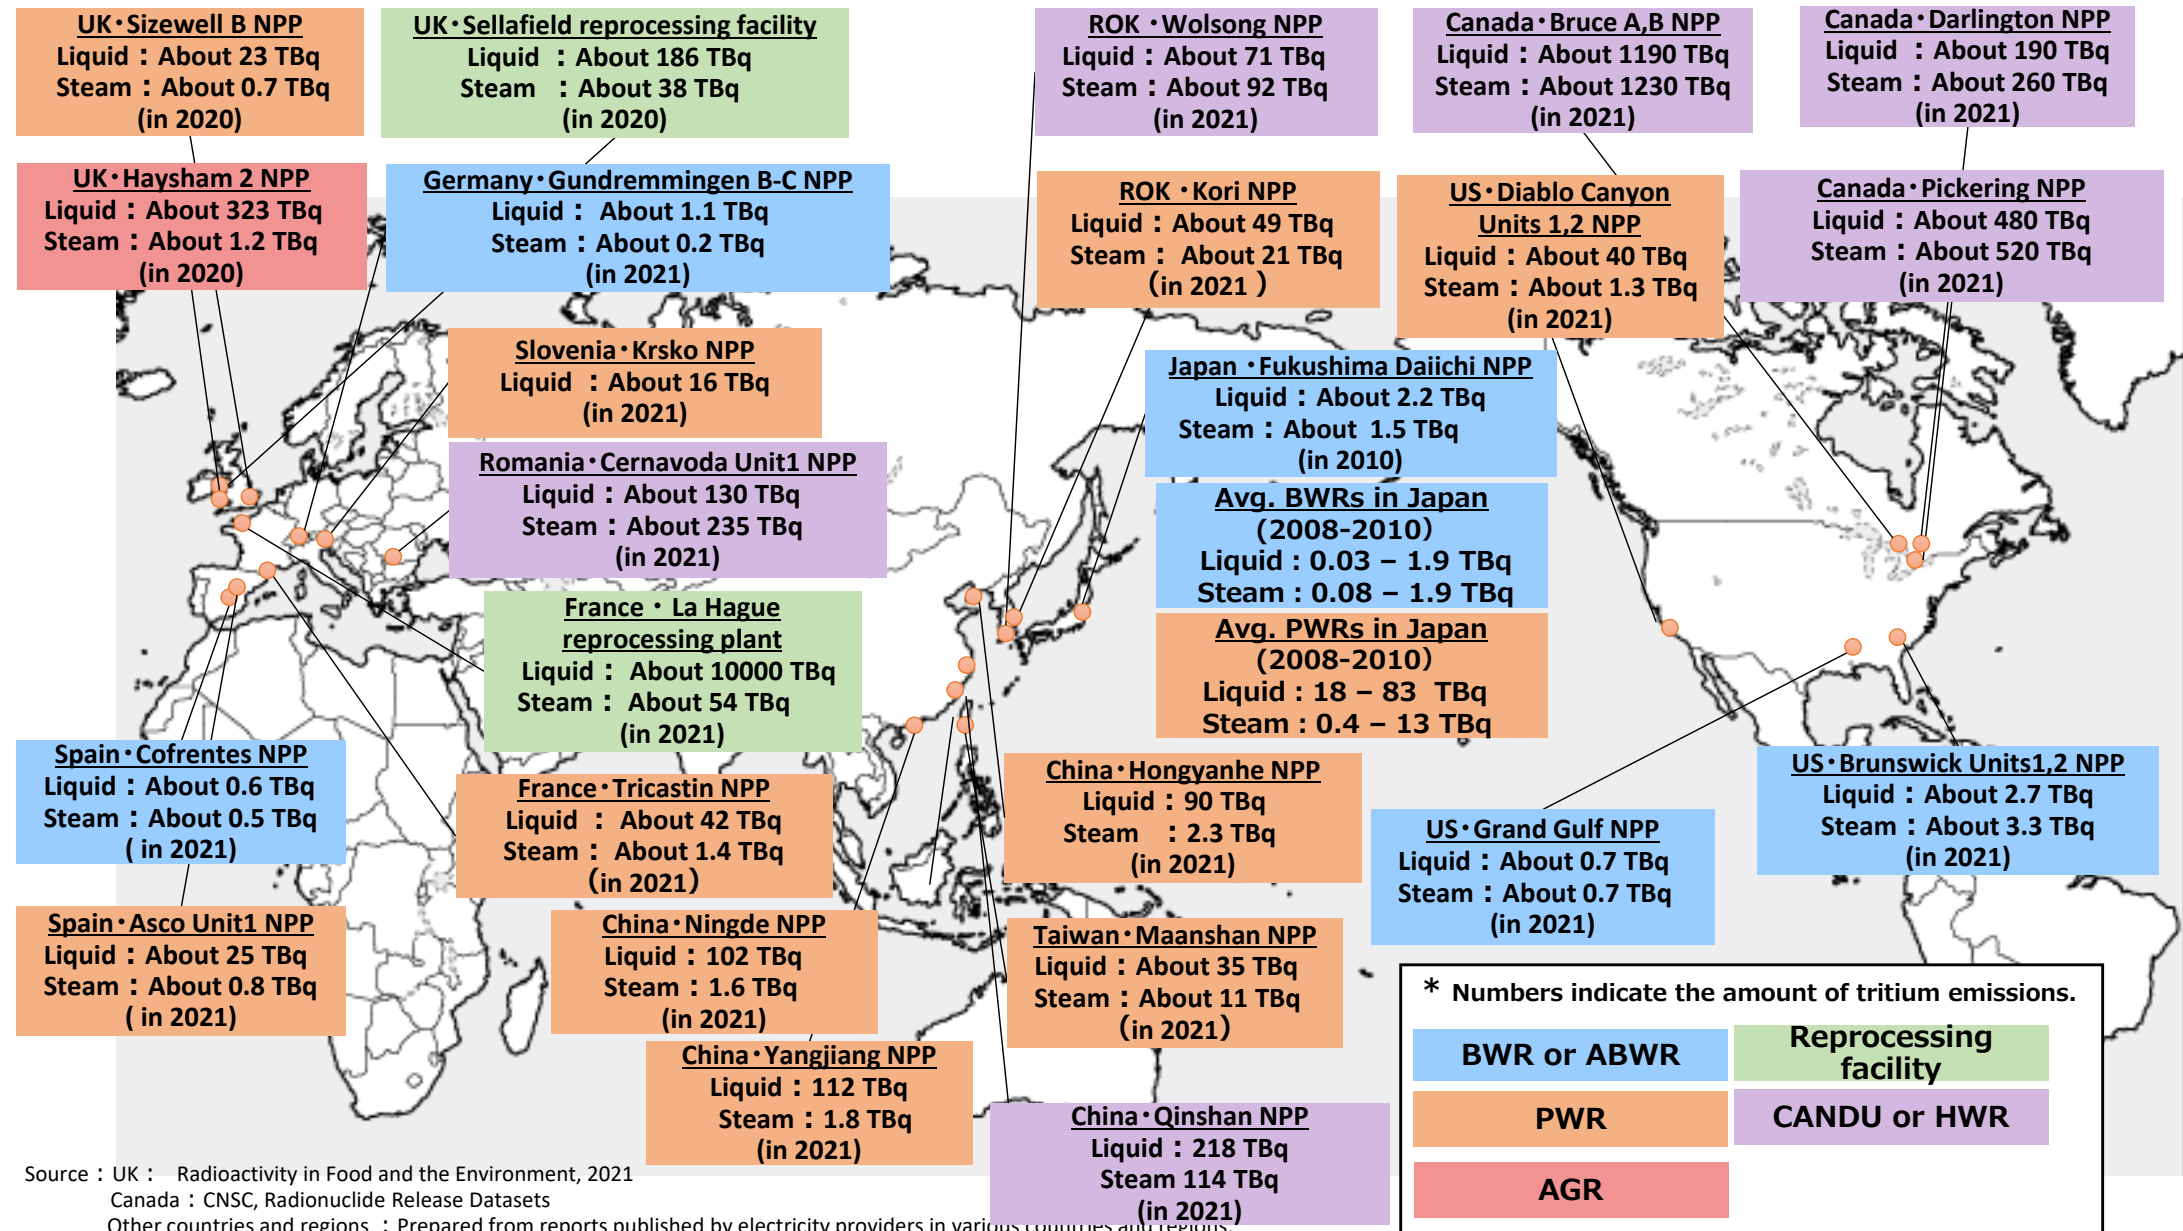 UK・Sizewell B NPP
Liquid：About 23 TBq
Steam：About 0.7 TBq
(in 2020)
UK・Sellafield reprocessing facility
Liquid ：About 186 TBq
Steam ：About 38 TBq
(in 2020)
ROK ・Wolsong NPP
Liquid：About 71 TBq
Steam：About 92 TBq
(in 2021)
Canada・Bruce A,B NPP
Liquid：About 1190 TBq
Steam：About 1230 TBq
(in 2021)
Canada・Darlington NPP
Liquid：About 190 TBq
Steam：About 260 TBq
(in 2021)
UK・Haysham 2 NPP
Liquid：About 323 TBq
Steam：About 1.2 TBq
(in 2020)
Germany・Gundremmingen B-C NPP
Liquid： About 1.1 TBq
Steam：About 0.2 TBq
(in 2021)
ROK ・Kori NPP
Liquid：About 49 TBq
Steam： About 21 TBq
（in 2021 ）
US・Diablo Canyon
Units 1,2 NPP
Liquid：About 40 TBq
Steam：About 1.3 TBq
(in 2021)
Canada・Pickering NPP
Liquid：About 480 TBq
Steam：About 520 TBq
(in 2021)
Slovenia・Krsko NPP
Liquid ：About 16 TBq
(in 2021)
Japan ・Fukushima Daiichi NPP
Liquid：About 2.2 TBq
Steam：About 1.5 TBq
(in 2010)
Romania・Cernavoda Unit1 NPP
Liquid：About 130 TBq
Steam：About 235 TBq
(in 2021)
Avg. BWRs in Japan
(2008-2010)
Liquid : 0.03 – 1.9 TBq
Steam : 0.08 – 1.9 TBq
France・ La Hague
reprocessing plant
Liquid： About 10000 TBq
Steam： About 54 TBq
(in 2021)
Avg. PWRs in Japan
(2008-2010)
Liquid : 18 – 83 TBq
Steam : 0.4 – 13 TBq
Spain・Cofrentes NPP
Liquid：About 0.6 TBq
Steam：About 0.5 TBq
( in 2021)
France・Tricastin NPP
Liquid ： About 42 TBq
Steam： About 1.4 TBq
（in 2021）
China・Hongyanhe NPP
Liquid：90 TBq
Steam ：2.3 TBq
(in 2021)
US・Grand Gulf NPP
Liquid：About 0.7 TBq
Steam：About 0.7 TBq
(in 2021)
US・Brunswick Units1,2 NPP
Liquid：About 2.7 TBq
Steam：About 3.3 TBq
(in 2021)
Spain・Asco Unit1 NPP
Liquid：About 25 TBq
Steam：About 0.8 TBq
( in 2021)
China・Ningde NPP
Liquid：102 TBq
Steam：1.6 TBq
(in 2021)
Taiwan・Maanshan NPP
Liquid：About 35 TBq
Steam：About 11 TBq
（in 2021）
China・Yangjiang NPP
Liquid：112 TBq
Steam：1.8 TBq
(in 2021)
China・Qinshan NPP
Liquid：218 TBq
Steam 114 TBq
(in 2021)
* Numbers indicate the amount of tritium emissions.
BWR or ABWR
Reprocessing
facility
PWR
CANDU or HWR
AGR
Source：UK： Radioactivity in Food and the Environment, 2021
Canada：CNSC, Radionuclide Release Datasets
Other countries and regions ：Prepared from reports published by electricity providers in various countries and regions.